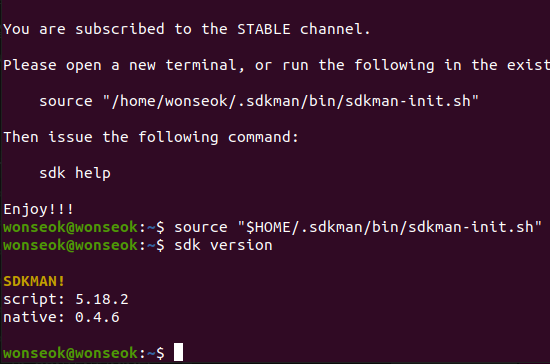 You are subscribed to the STABLE channel.
Please open a new terminal, or run the following in the exist
source "/home/wonseok/.sdkman/bin/sdkman-init.sh"
Then issue the following command:
sdk help
Enjoy!!!
wonseok@wonseok:~$ source "$HOME/.sdkman/bin/sdkman-init.sh"
wonseok@wonseok:~$ sdk version
SDKMAN!
script: 5.18.2
native: 0.4.6
wonseok@wonseok:~$